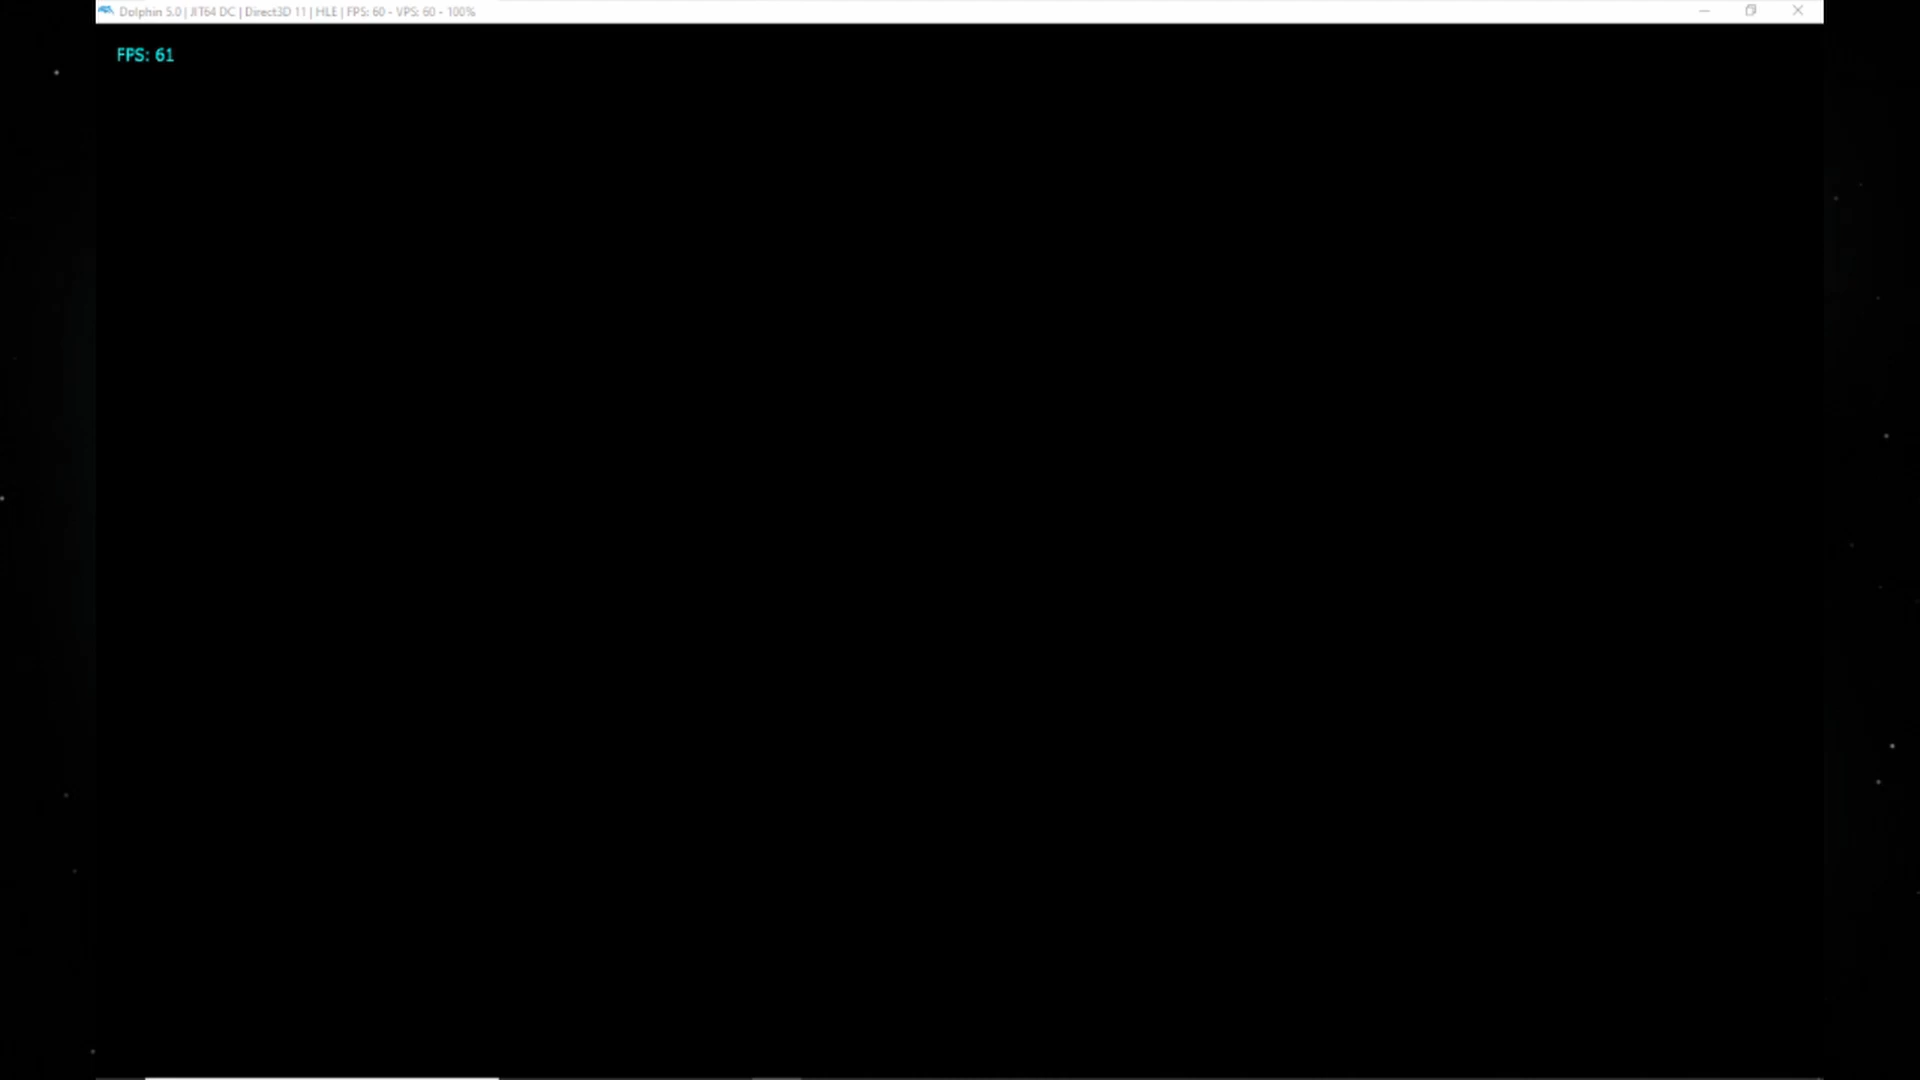 Dolphin 5.0 | JIT64 DC | Direct3D 11 | HLE | FPS: 60 - VPS: 60 - 100%
FPS: 61